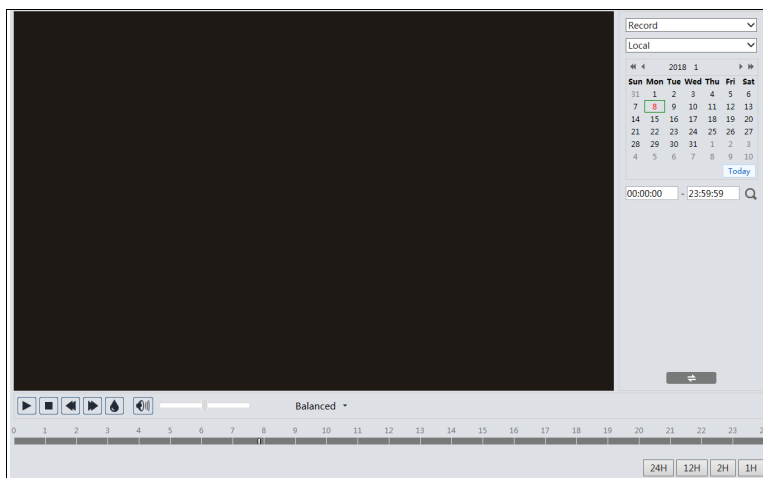 Record
Local
2018 1
Sun Mon Tue Wed Thu Fri Sat
31 1 2 3 4 5 6
7 8 9 10 11 12 13
14 15 16 17 18 19 20
21 22 23 24 25 26 27
28 29 30 31 1 2 3
4 5 6 7 8 9 10
Today
00:00:00 - 23:59:59
Balanced
0 1 2 3 4 5 6 7 8 9 10 11 12 13 14 15 16 17 18 19 20 21 22 23
24H 12H 2H 1H